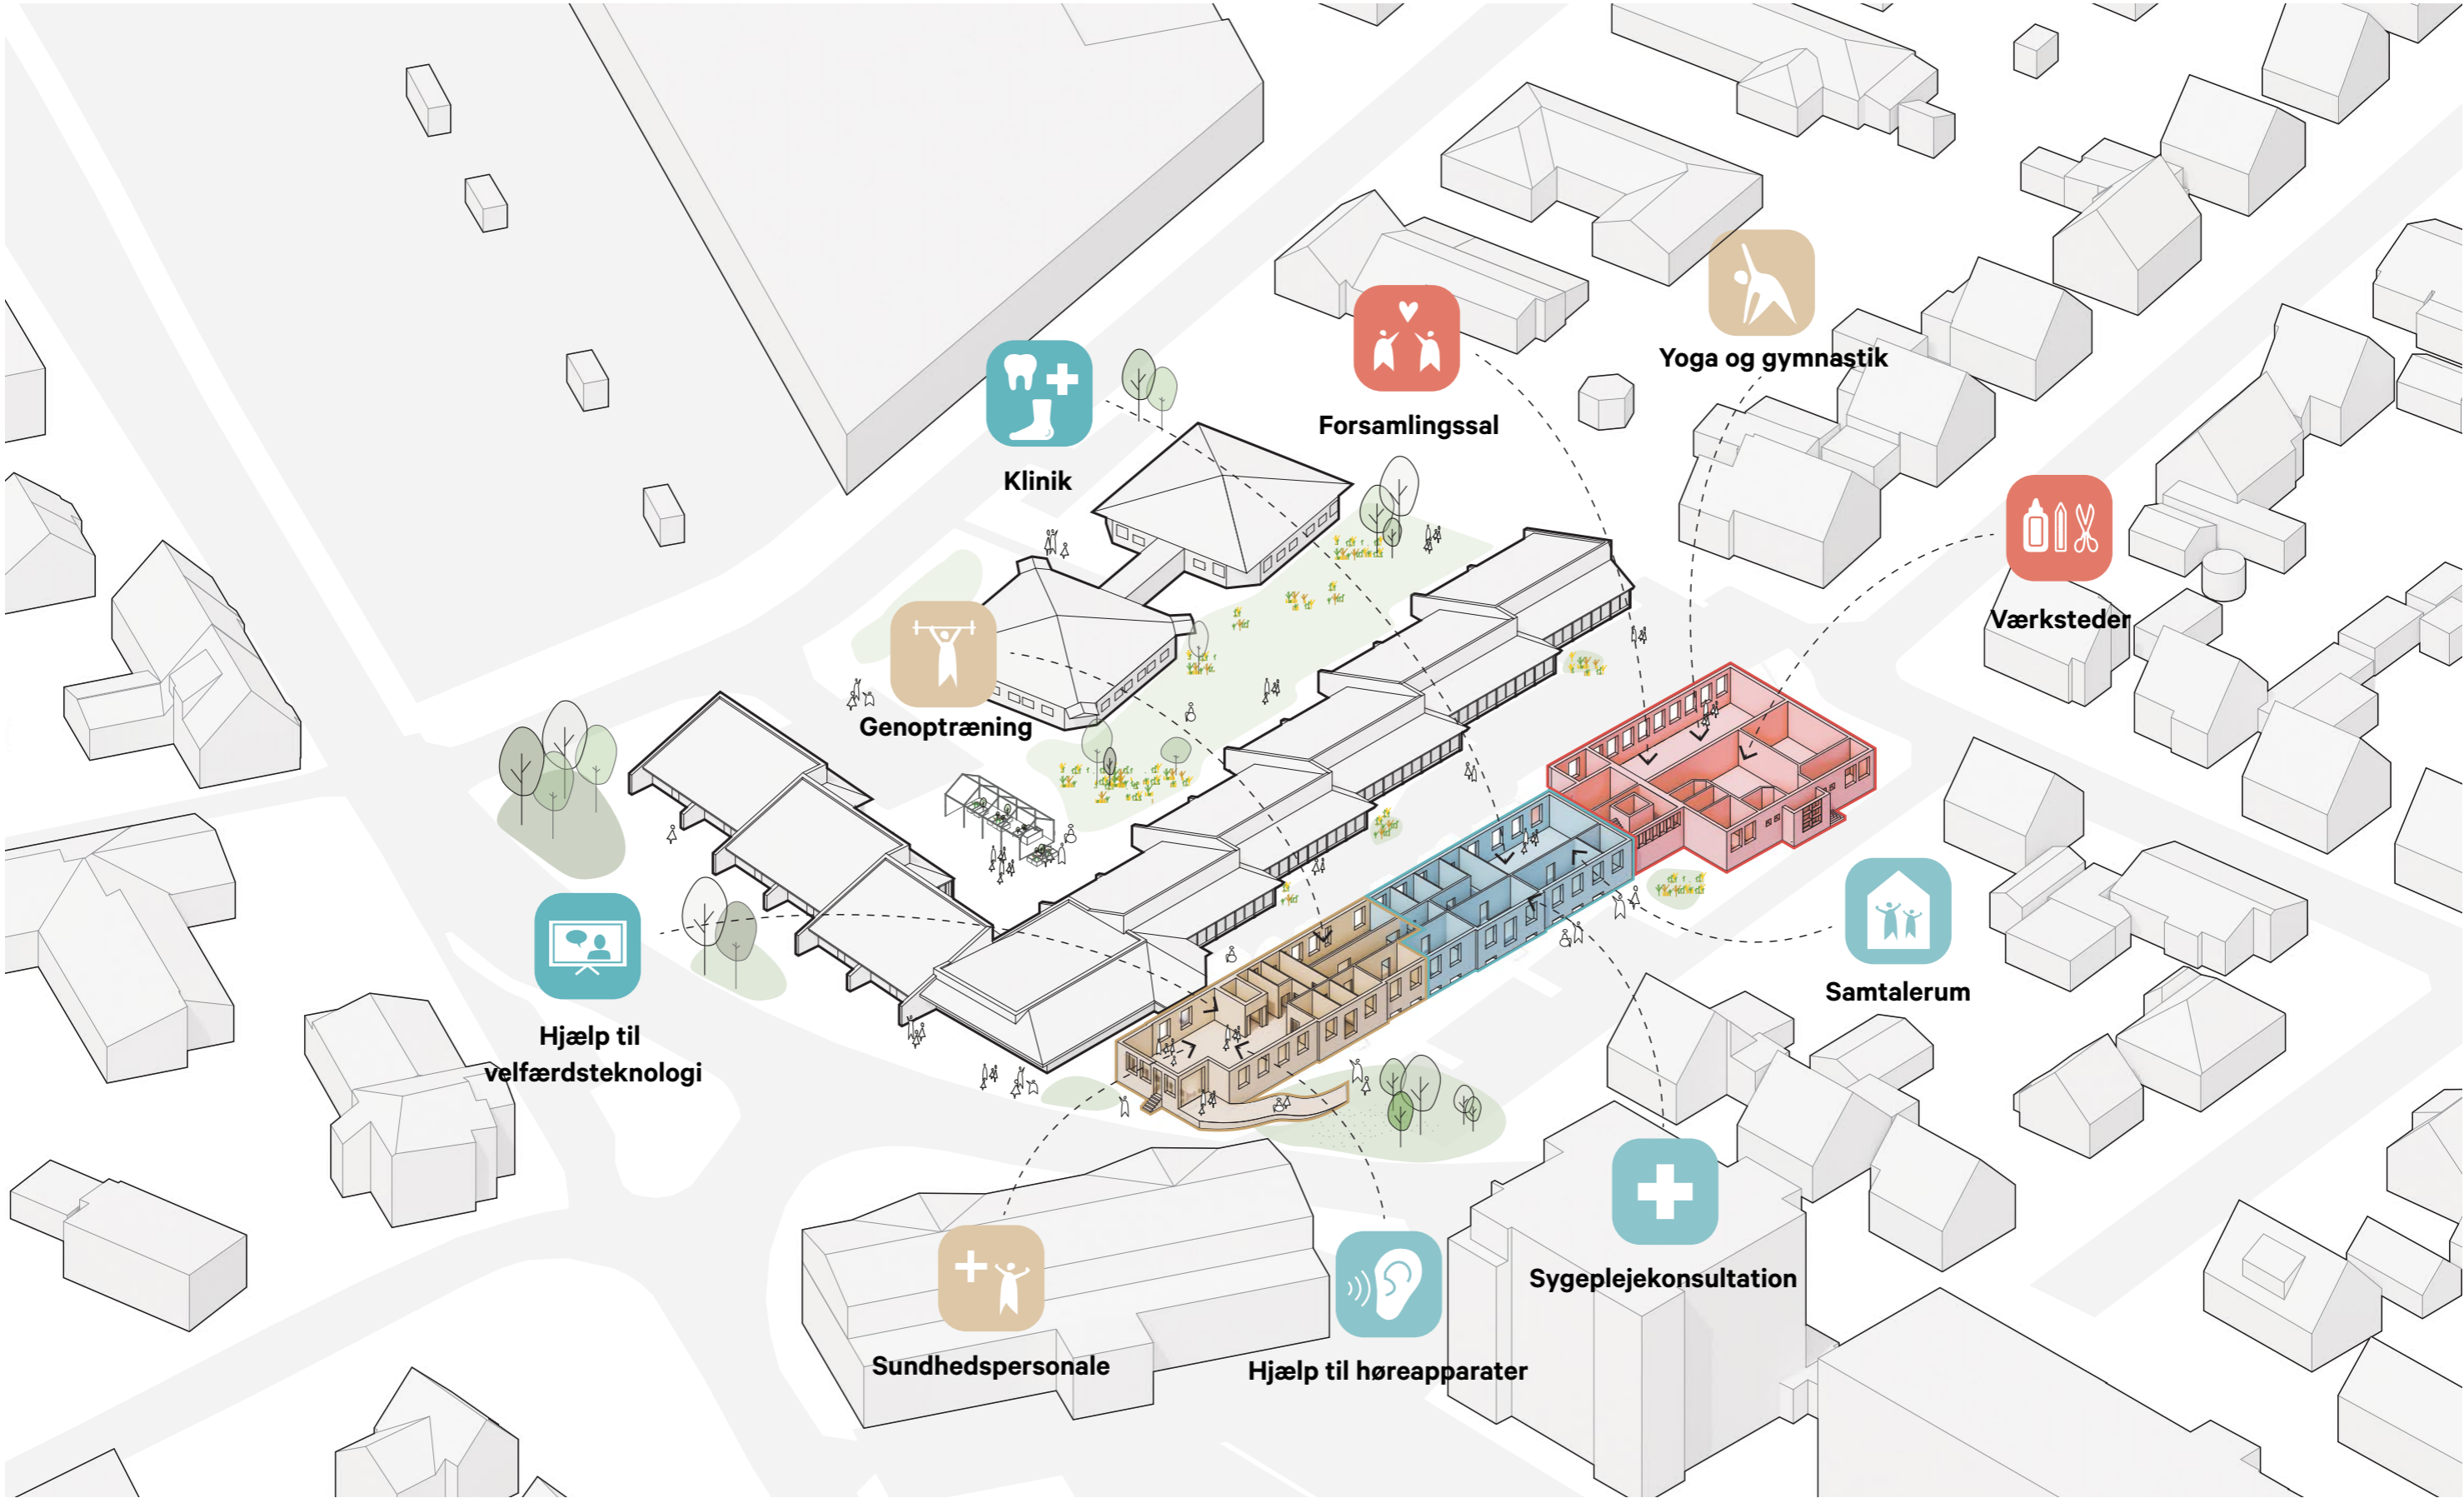 Yoga og gymnastik
Forsamlingssal
Klinik
Værksteder
Genoptræning
Samtalerum
Hjælp til
velfærdsteknologi
Sygeplejekonsultation
Sundhedspersonale
Hjælp til høreapparater